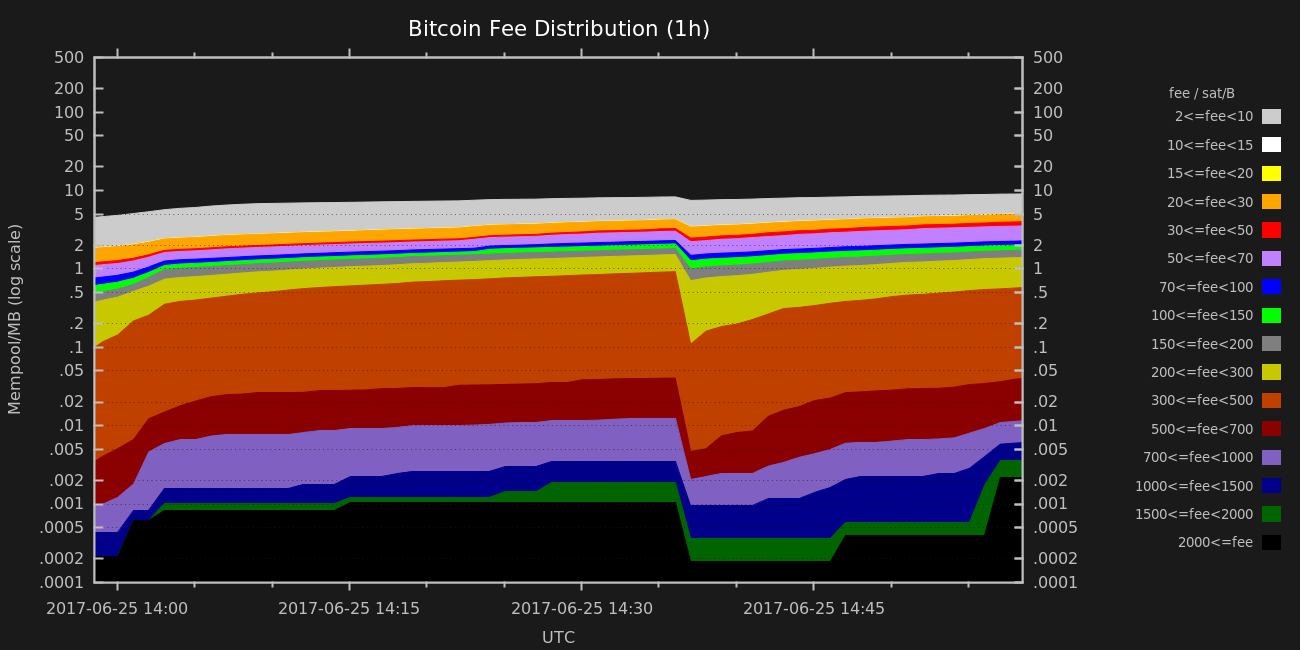 Bitcoin Fee Distribution (1h)
500
200
100
50
20
10
5
2
1
.5
.2
.1
.05
.02
.01
.005
.002
.001
.0005
.0002
.0001
Mempool/MB (log scale)
500
200
100
50
20
10
5
2
1
.5
.2
.1
.05
.02
.01
.005
.002
.001
.0005
.0002
.0001
2017-06-25 14:00
2017-06-25 14:15
2017-06-25 14:30
2017-06-25 14:45
UTC
fee / sat/B
2<=fee<10
10<=fee<15
15<=fee<20
20<=fee<30
30<=fee<50
50<=fee<70
70<=fee<100
100<=fee<150
150<=fee<200
200<=fee<300
300<=fee<500
500<=fee<700
700<=fee<1000
1000<=fee<1500
1500<=fee<2000
2000<=fee